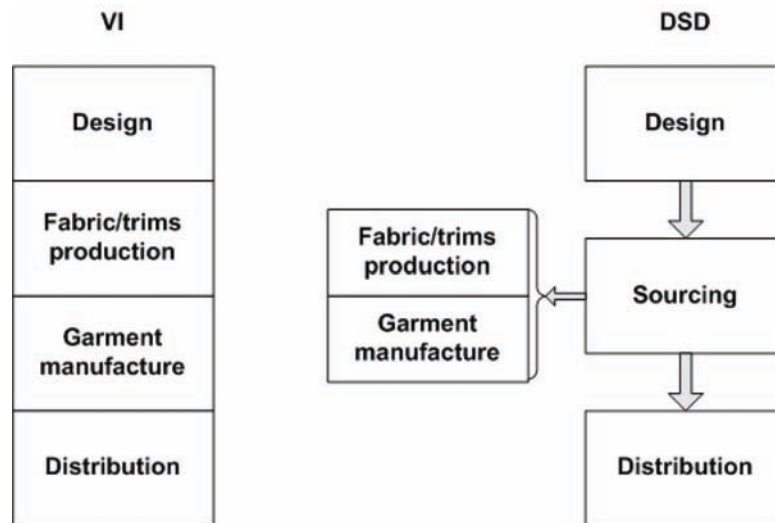 VI
Design
Fabric/trims
production
Garment
manufacture
Distribution
DSD
Design
Fabric/trims
production
Garment
manufacture
Sourcing
Distribution